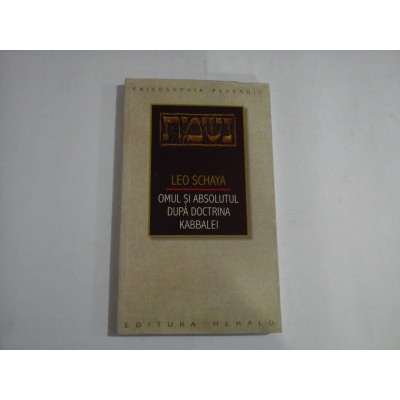 PHILOSOPHIA PERENNIS
LEO SCHAYA
OMUL ȘI ABSOLUTUL
DUPĂ DOCTRINA
KABBALEI
EDITURA HERALD